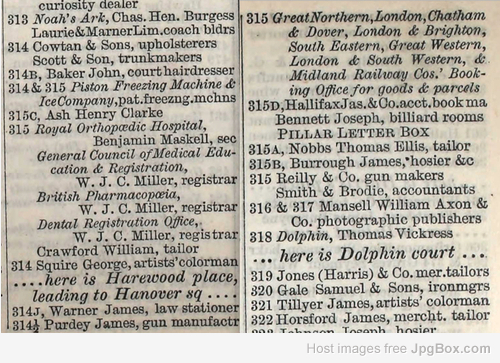 curiosity dealer
313 Noah's Ark, Chas. Hen. Burgess
Laurie&MarnerLim.coach bldrs
314 Cowtan & Sons, upholsterers
Scott & Son, trunkmakers
314B, Baker John, court hairdresser
314 & 315 Piston Freezing Machine &
Ice Company, pat. freezng. mchns
315C, Ash Henry Clarke
315 Royal Orthopœdic Hospital,
Benjamin Maskell, sec
General Council of Medical Edu-
cation & Registration,
W. J. C. Miller, registrar
British Pharmacopœia,
W. J. C. Miller, registrar
Dental Registration Office,
W. J. C. Miller, registrar
Crawford William, tailor
314 Squire George, artists' colorman
....here is Harewood place,
leading to Hanover sq ....
314J, Warner James, law stationer
314½ Purdey James, gun manufactr
315 Great Northern, London, Chatham
& Dover, London & Brighton,
South Eastern, Great Western,
London & South Western, &
Midland Railway Cos.' Book-
ing Office for goods & parcels
315D, Hallifax Jas. & Co. acct. book ma
Bennett Joseph, billiard rooms
PILLAR LETTER BOX
315A, Nobbs Thomas Ellis, tailor
315B, Burrough James, hosier &c
315 Reilly & Co. gun makers
Smith & Brodie, accountants
316 & 317 Mansell William Axon &
Co. photographic publishers
318 Dolphin, Thomas Vickress
... here is Dolphin court ...
319 Jones (Harris) & Co. mer. tailors
320 Gale Samuel & Sons, ironmgrs
321 Tillyer James, artists' colorman
322 Horsford James, mercht. tailor
323 Johnson Joseph, hosier
Host images free JpgBox.com